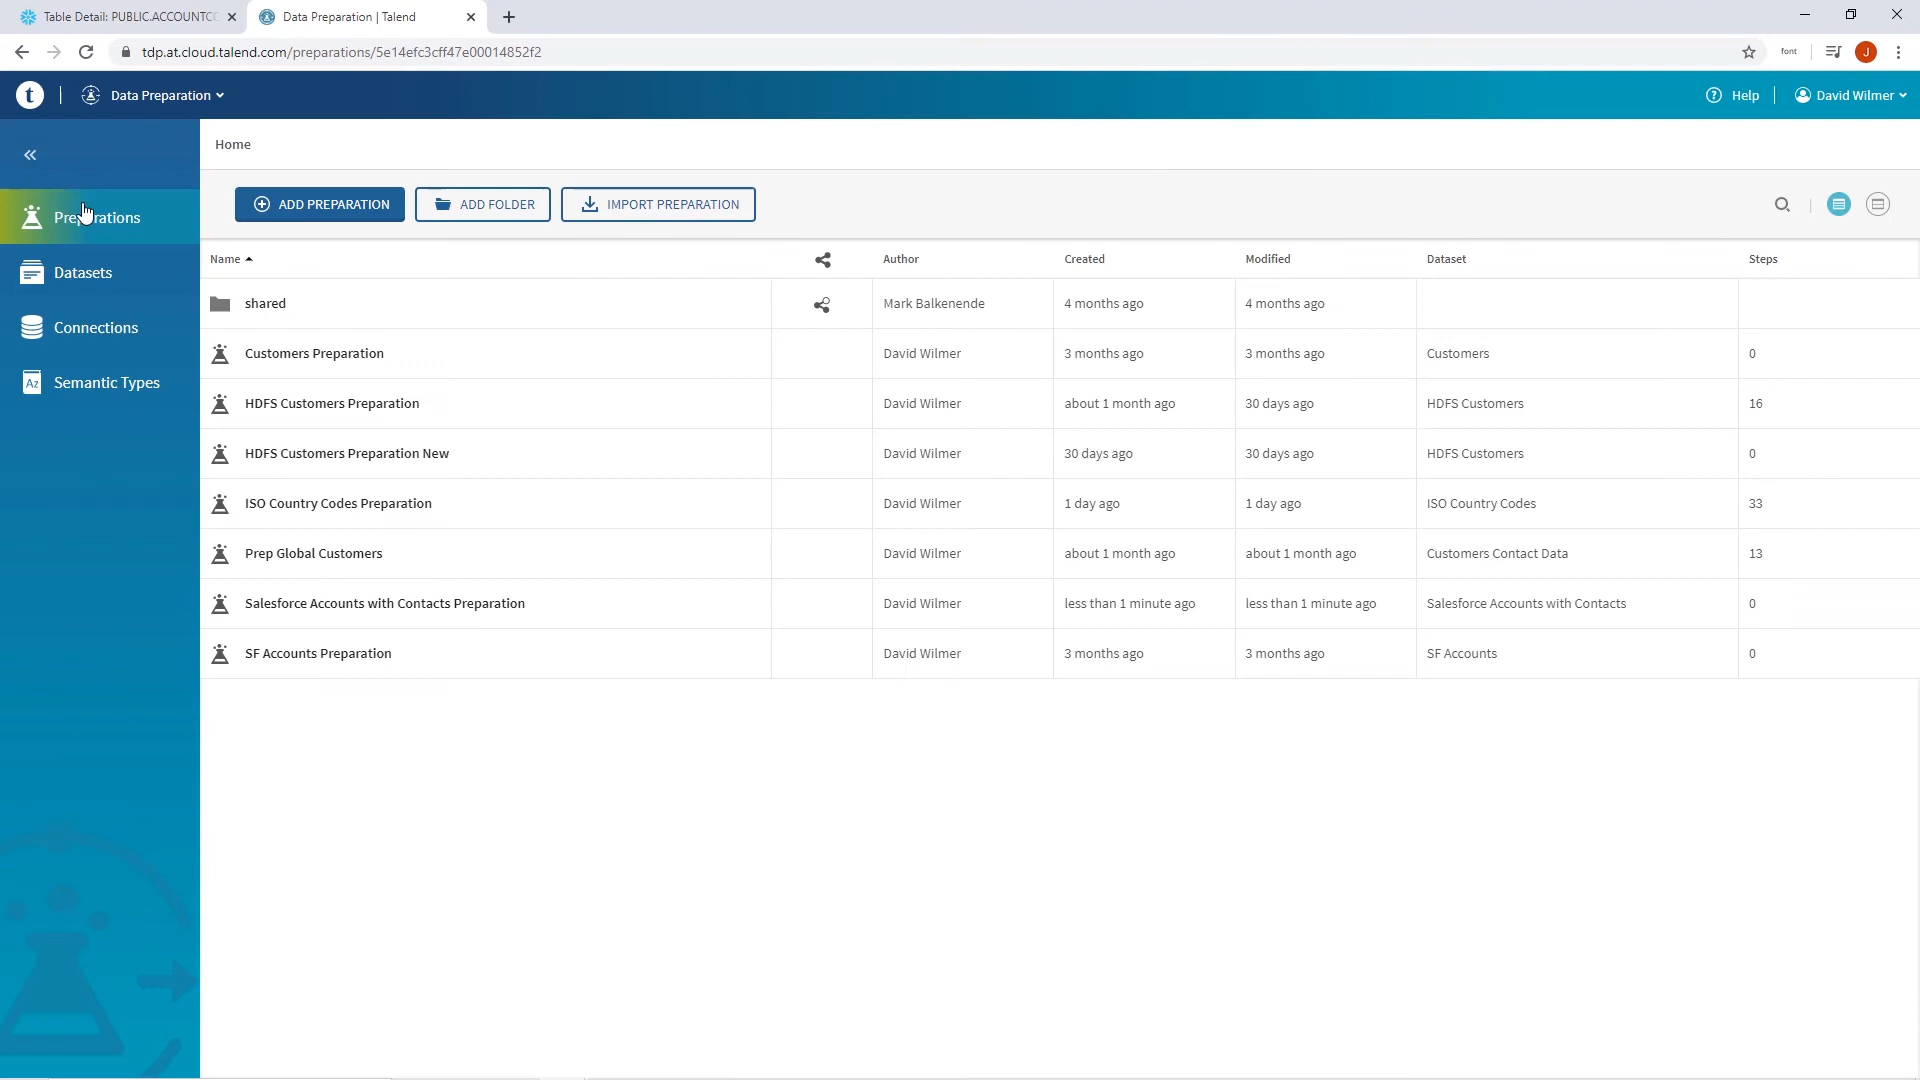 Table Detail: PUBLIC.ACCOUNTCO
Data Preparation | Talend
tdp.at.cloud.talend.com/preparations/5e14efc3cff47e00014852f2
font
J
t
Data Preparation
Help
David Wilmer
Home
Preparations
ADD PREPARATION
ADD FOLDER
IMPORT PREPARATION
Datasets
Connections
Az
Semantic Types
Name Author Created Modified Dataset Steps
shared Mark Balkenende 4 months ago 4 months ago
Customers Preparation David Wilmer 3 months ago 3 months ago Customers 0
HDFS Customers Preparation David Wilmer about 1 month ago 30 days ago HDFS Customers 16
HDFS Customers Preparation New David Wilmer 30 days ago 30 days ago HDFS Customers 0
ISO Country Codes Preparation David Wilmer 1 day ago 1 day ago ISO Country Codes 33
Prep Global Customers David Wilmer about 1 month ago about 1 month ago Customers Contact Data 13
Salesforce Accounts with Contacts Preparation David Wilmer less than 1 minute ago less than 1 minute ago Salesforce Accounts with Contacts 0
SF Accounts Preparation David Wilmer 3 months ago 3 months ago SF Accounts 0